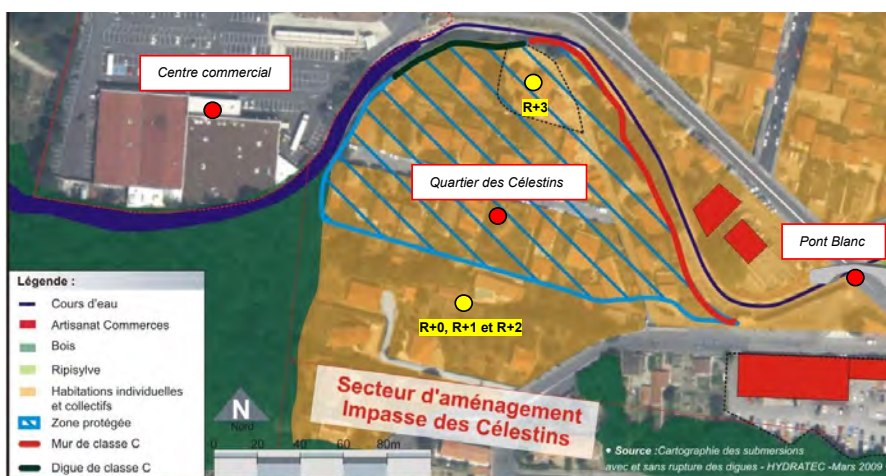 Centre commercial
R+3
Quartier des Célestins
Pont Blanc
R+0, R+1 et R+2
Légende :
Cours d'eau
Artisanat Commerces
Bois
Ripisylve
Habitations individuelles
et collectifs
Zone protégée
Mur de classe C
Digue de classe C
N
Nord
0 20 40 60 80m
Secteur d'aménagement
Impasse des Célestins
• Source :Cartographie des submersions
avec et sans rupture des digues - HYDRATEC -Mars 2009